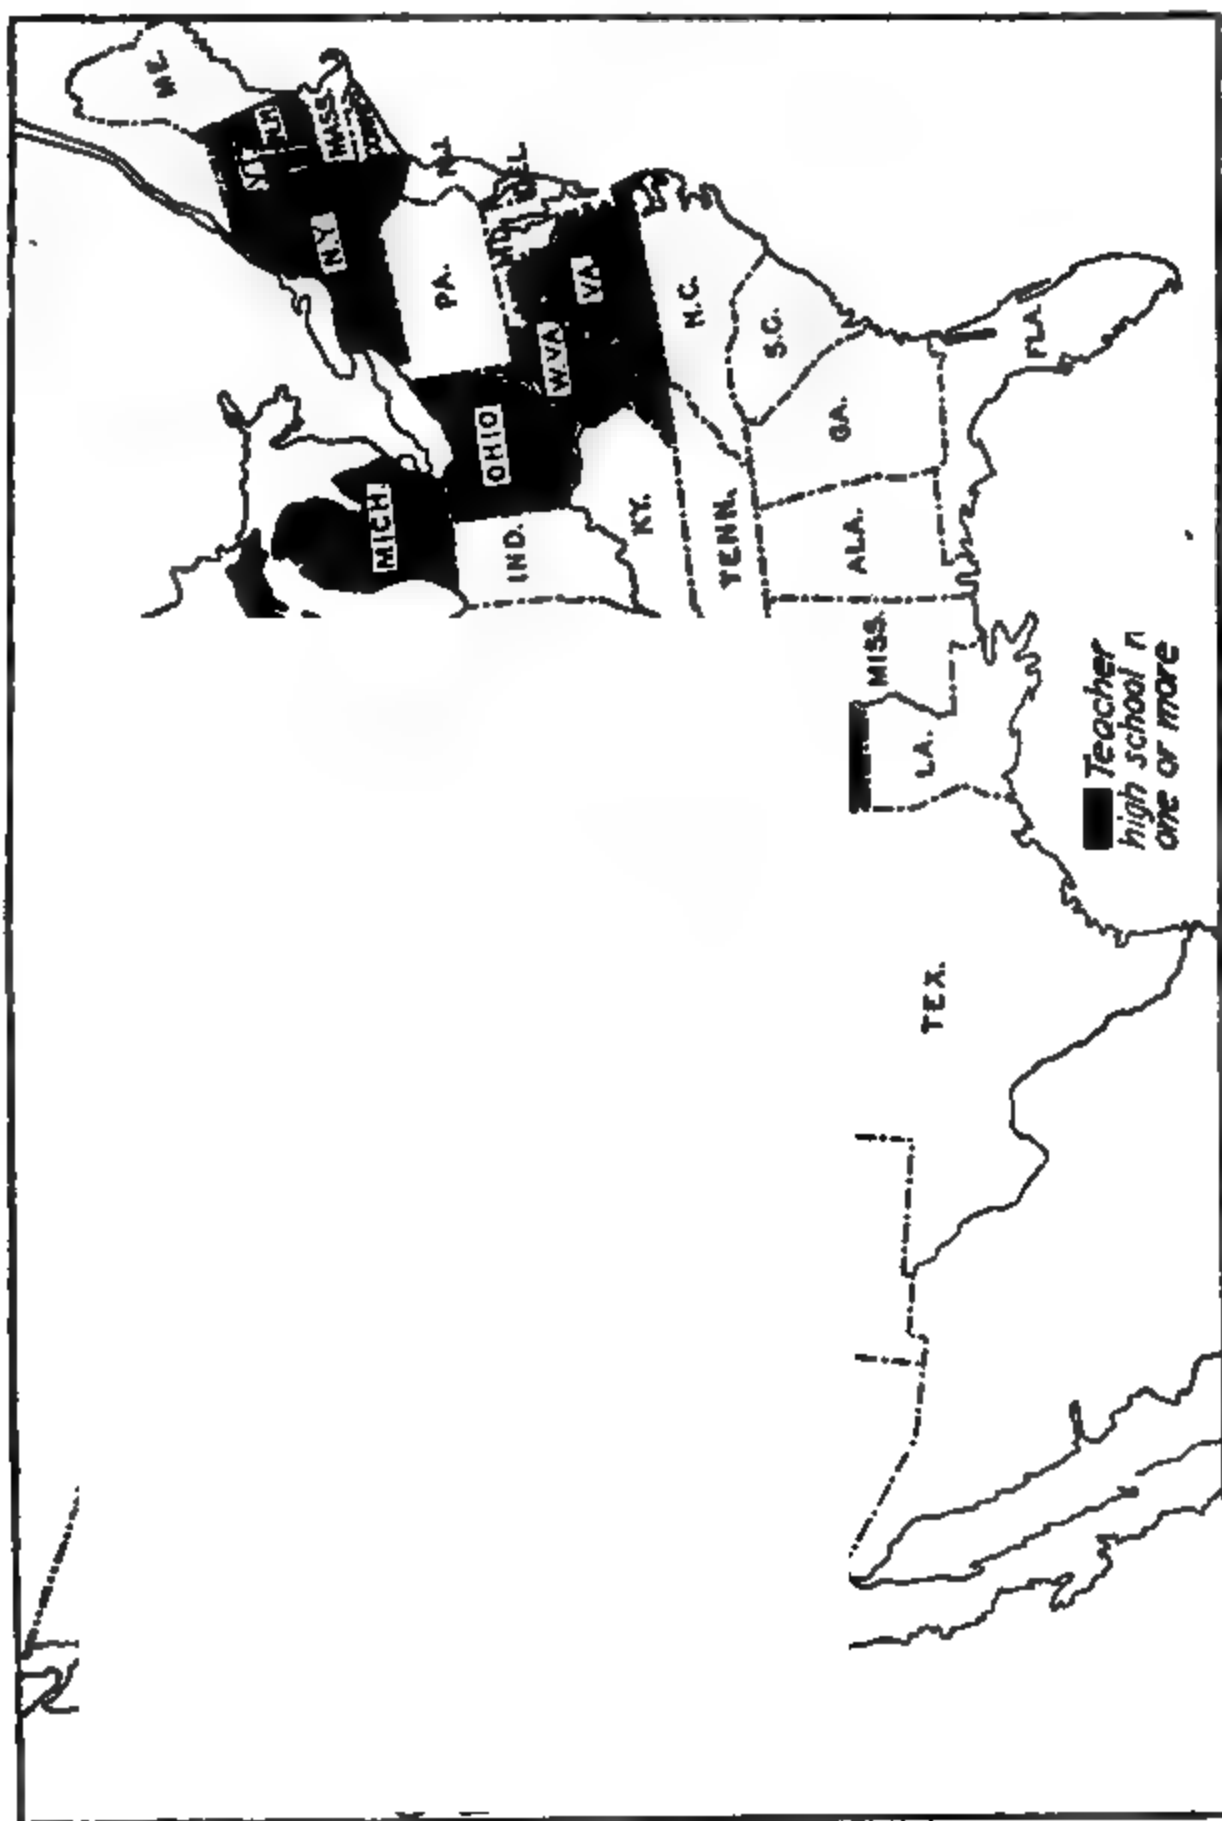 ME.
VT.
N.H.
MASS.
N.Y.
N.J.
PA.
DEL.
MD.
VA.
W.VA.
OHIO
MICH.
IND.
KY.
N.C.
TENN.
S.C.
GA.
ALA.
MISS.
LA.
FLA.
TEX.
Teacher
high school
one or more